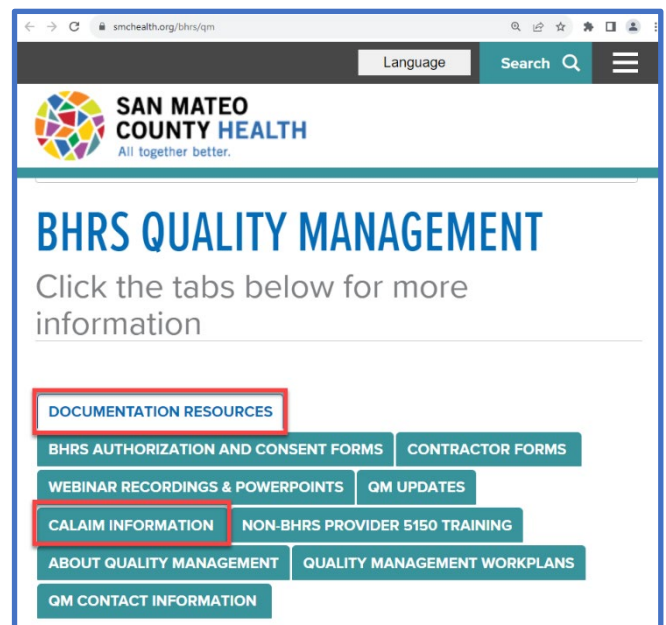 smchealth.org/bhrs/qm
Language
Search
SAN MATEO
COUNTY HEALTH
All together better.
BHRS QUALITY MANAGEMENT
Click the tabs below for more
information
DOCUMENTATION RESOURCES
BHRS AUTHORIZATION AND CONSENT FORMS CONTRACTOR FORMS
WEBINAR RECORDINGS & POWERPOINTS QM UPDATES
CALAIM INFORMATION NON-BHRS PROVIDER 5150 TRAINING
ABOUT QUALITY MANAGEMENT QUALITY MANAGEMENT WORKPLANS
QM CONTACT INFORMATION